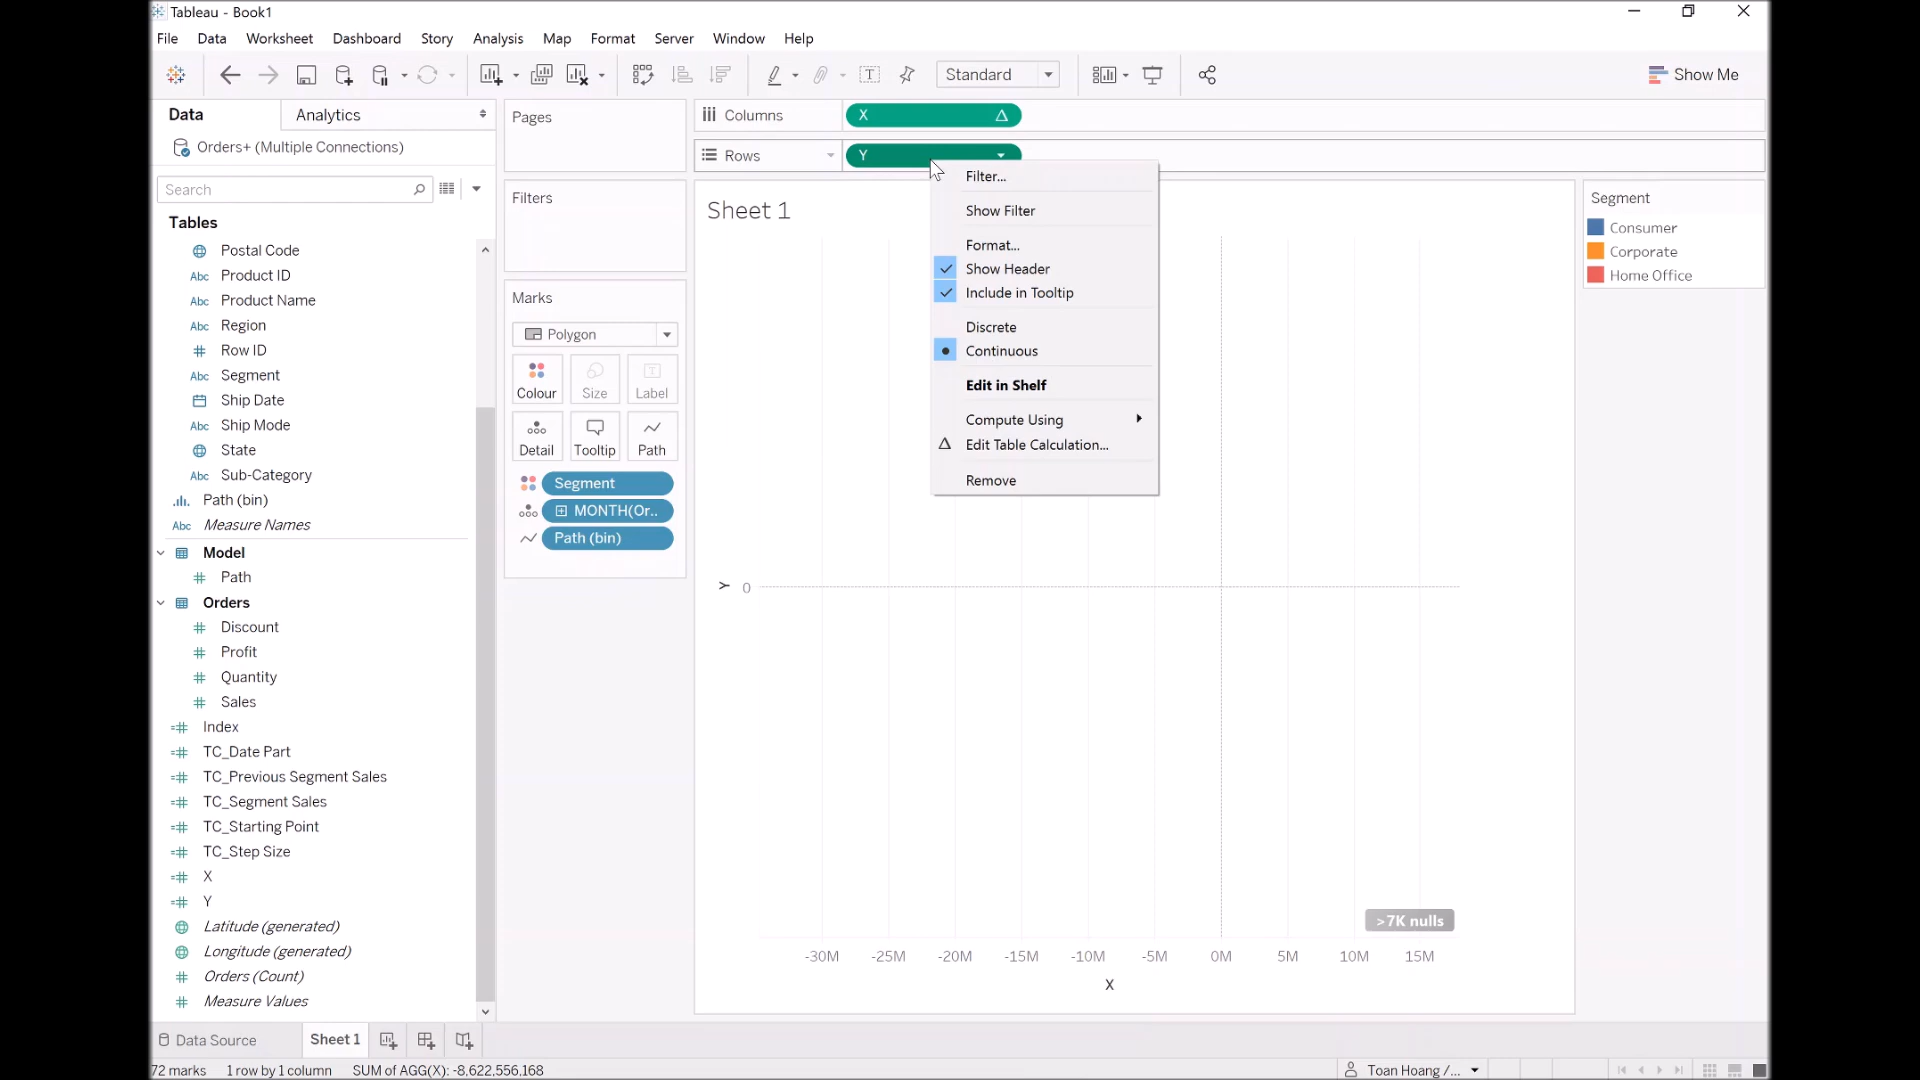 Tableau - Book1
File Data Worksheet Dashboard Story Analysis Map Format Server Window Help
Standard
Show Me
Data Analytics
Orders+ (Multiple Connections)
Search
Tables
Postal Code
Abc Product ID
Abc Product Name
Abc Region
Row ID
Abc Segment
Ship Date
Abc Ship Mode
State
Abc Sub-Category
Path (bin)
Abc Measure Names
Model
Path
Orders
Discount
Profit
Quantity
Sales
Index
TC_Date Part
TC_Previous Segment Sales
TC_Segment Sales
TC_Starting Point
TC_Step Size
X
Y
Latitude (generated)
Longitude (generated)
Orders (Count)
Measure Values
Pages
Filters
Marks
Polygon
Colour Size Label
Detail Tooltip Path
Segment
MONTH(Or..
Path (bin)
Columns X
Rows Y
Sheet 1
Filter...
Show Filter
Format...
Show Header
Include in Tooltip
Discrete
Continuous
Edit in Shelf
Compute Using
Edit Table Calculation...
Remove
Y
0
>7K nulls
-30M -25M -20M -15M -10M -5M 0M 5M 10M 15M
X
Segment
Consumer
Corporate
Home Office
Data Source Sheet 1
72 marks 1 row by 1 column SUM of AGG(X): -8,622,556,168
Toan Hoang /...